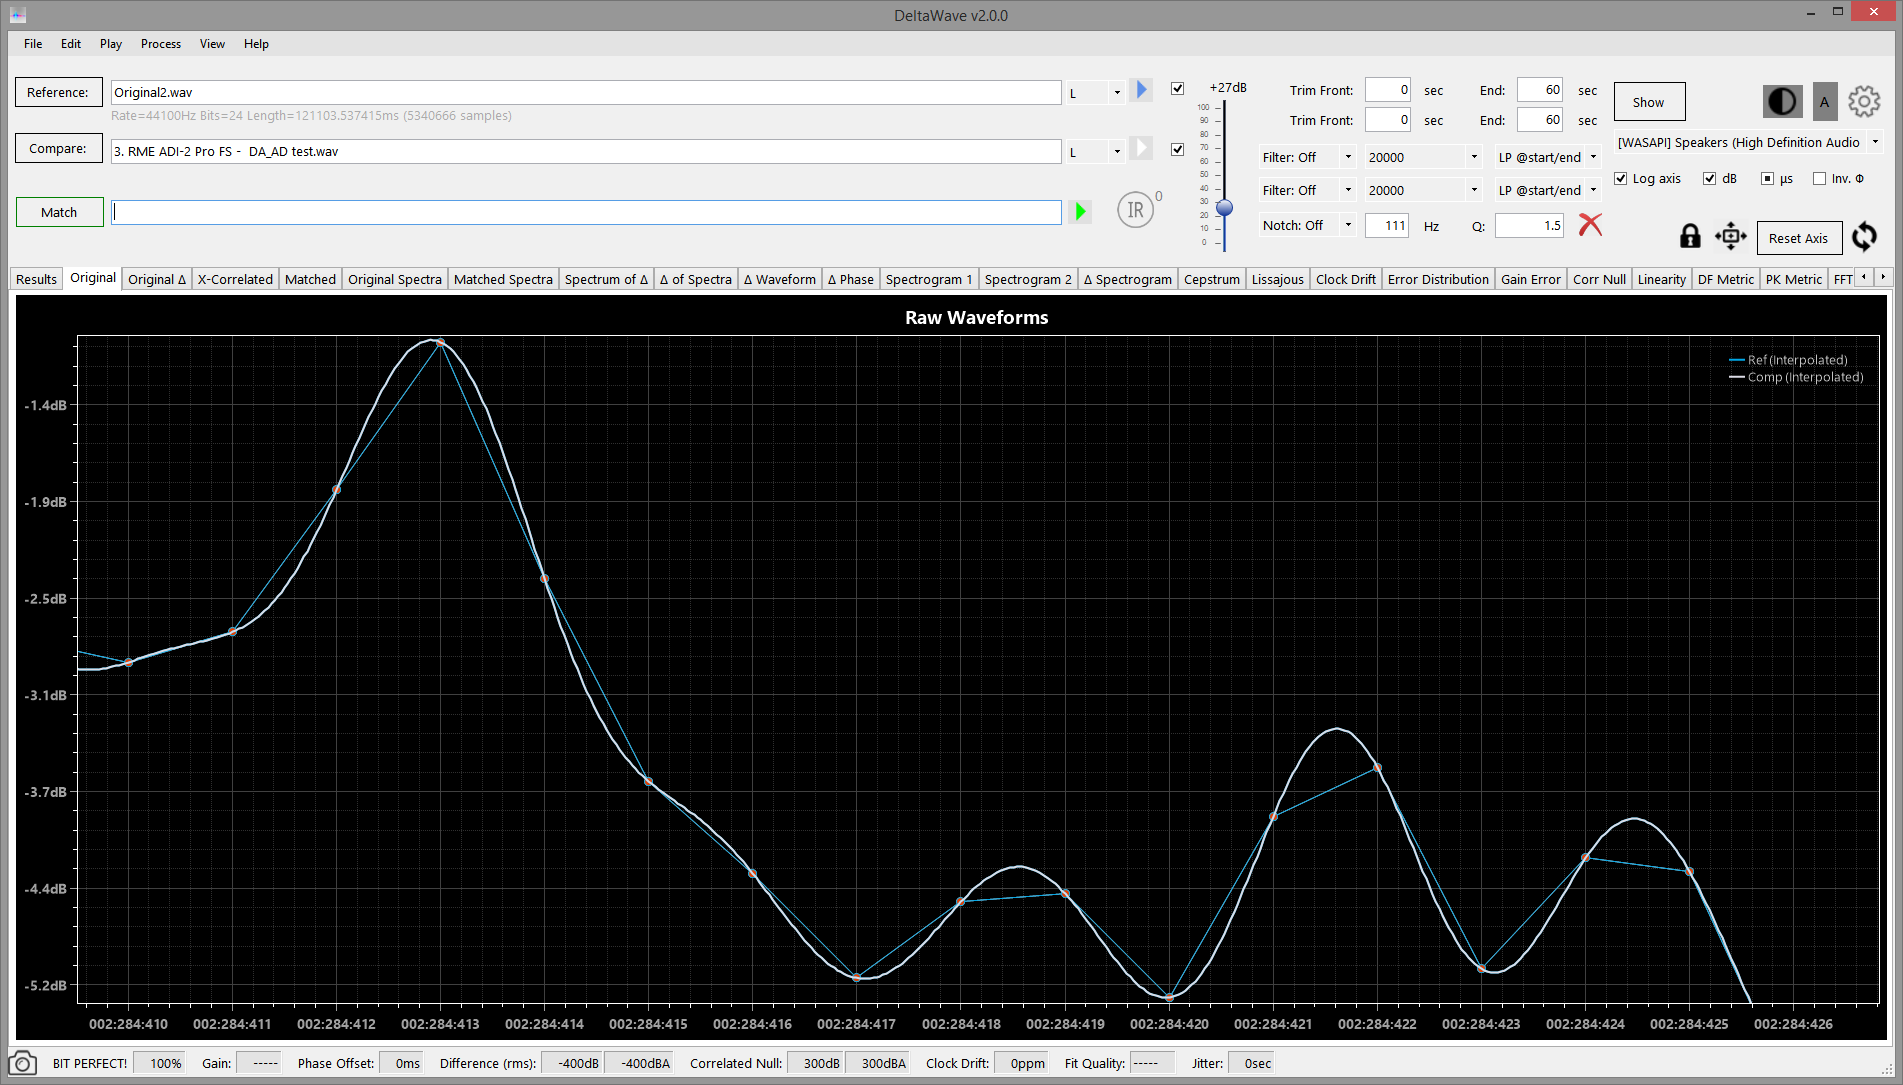 DeltaWave v2.0.0
File Edit Play Process View Help
Reference: Original2.wav L +27dB Trim Front: 0 sec End: 60 sec Show A
Rate=44100Hz Bits=24 Length=121103.537415ms (5340666 samples)
Trim Front: 0 sec End: 60 sec
Compare: 3. RME ADI-2 Pro FS - DA_AD test.wav L
[WASAPI] Speakers (High Definition Audio
Filter: Off 20000 LP @start/end
Log axis dB µs Inv. Φ
Filter: Off 20000 LP @start/end
Match IR 0
Notch: Off 111 Hz Q: 1.5
Reset Axis
100
90
80
70
60
50
40
30
20
10
0
Results Original Original Δ X-Correlated Matched Original Spectra Matched Spectra Spectrum of Δ Δ of Spectra Δ Waveform Δ Phase Spectrogram 1 Spectrogram 2 Δ Spectrogram Cepstrum Lissajous Clock Drift Error Distribution Gain Error Corr Null Linearity DF Metric PK Metric FFT
Raw Waveforms
Ref (Interpolated)
Comp (Interpolated)
-1.4dB
-1.9dB
-2.5dB
-3.1dB
-3.7dB
-4.4dB
-5.2dB
002:284:410 002:284:411 002:284:412 002:284:413 002:284:414 002:284:415 002:284:416 002:284:417 002:284:418 002:284:419 002:284:420 002:284:421 002:284:422 002:284:423 002:284:424 002:284:425 002:284:426
BIT PERFECT! 100% Gain: ----- Phase Offset: 0ms Difference (rms): -400dB -400dBA Correlated Null: 300dB 300dBA Clock Drift: 0ppm Fit Quality: ----- Jitter: 0sec